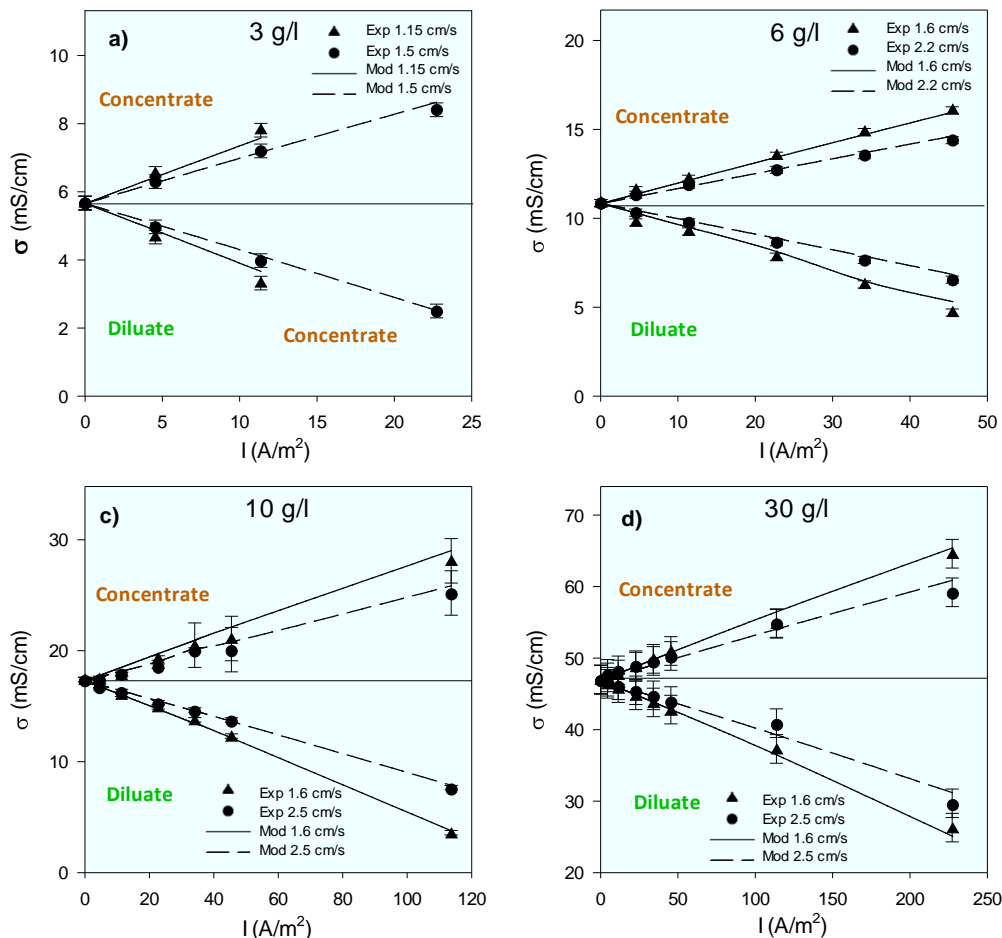 a)
3 g/l
Exp 1.15 cm/s
Exp 1.5 cm/s
Mod 1.15 cm/s
Mod 1.5 cm/s
Concentrate
Diluate
Concentrate
σ (mS/cm)
10
8
6
4
2
0
0 5 10 15 20 25
I (A/m²)
6 g/l
Exp 1.6 cm/s
Exp 2.2 cm/s
Mod 1.6 cm/s
Mod 2.2 cm/s
Concentrate
Diluate
σ (mS/cm)
20
15
10
5
0
0 10 20 30 40 50
I (A/m²)
c)
10 g/l
Concentrate
Diluate
Exp 1.6 cm/s
Exp 2.5 cm/s
Mod 1.6 cm/s
Mod 2.5 cm/s
σ (mS/cm)
30
20
10
0
0 20 40 60 80 100 120
I (A/m²)
d)
30 g/l
Concentrate
Diluate
Exp 1.6 cm/s
Exp 2.5 cm/s
Mod 1.6 cm/s
Mod 2.5 cm/s
σ (mS/cm)
70
60
50
40
30
20
0 50 100 150 200 250
I (A/m²)